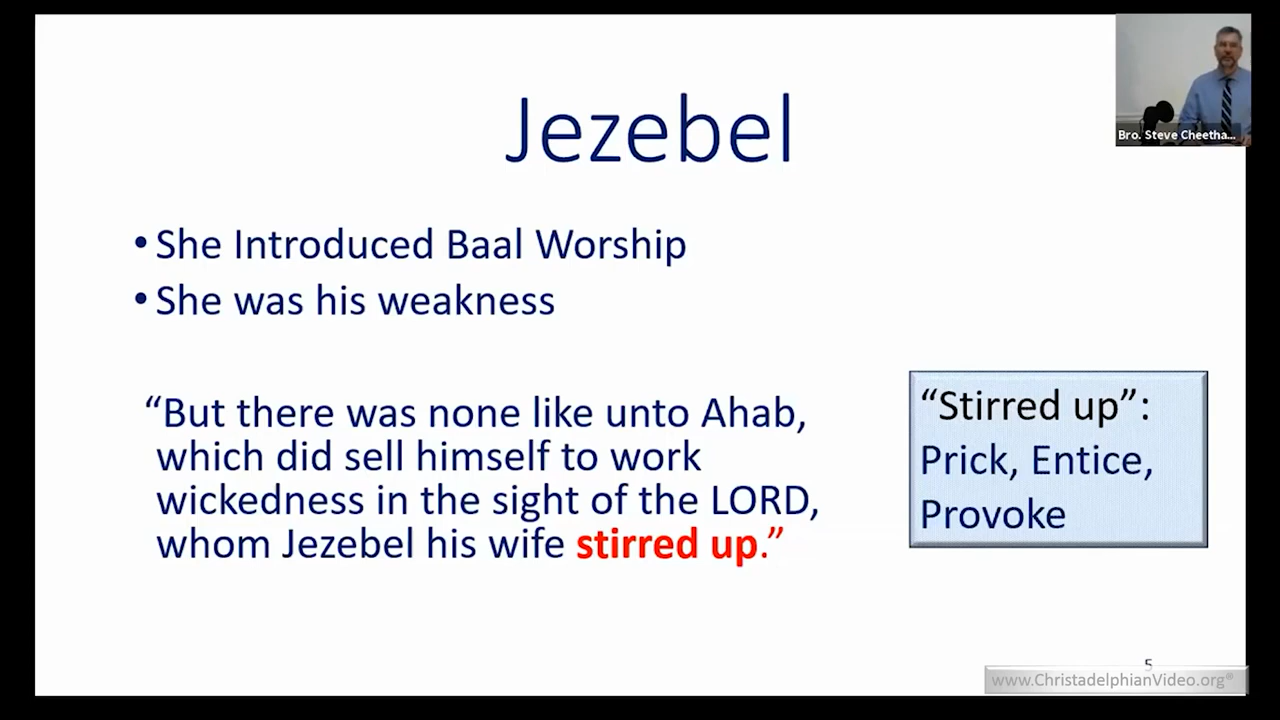 Jezebel
• She Introduced Baal Worship
• She was his weakness
“But there was none like unto Ahab,
which did sell himself to work
wickedness in the sight of the LORD,
whom Jezebel his wife stirred up.”
“Stirred up”:
Prick, Entice,
Provoke
Bro. Steve Cheetha...
5
www.ChristadelphianVideo.org®